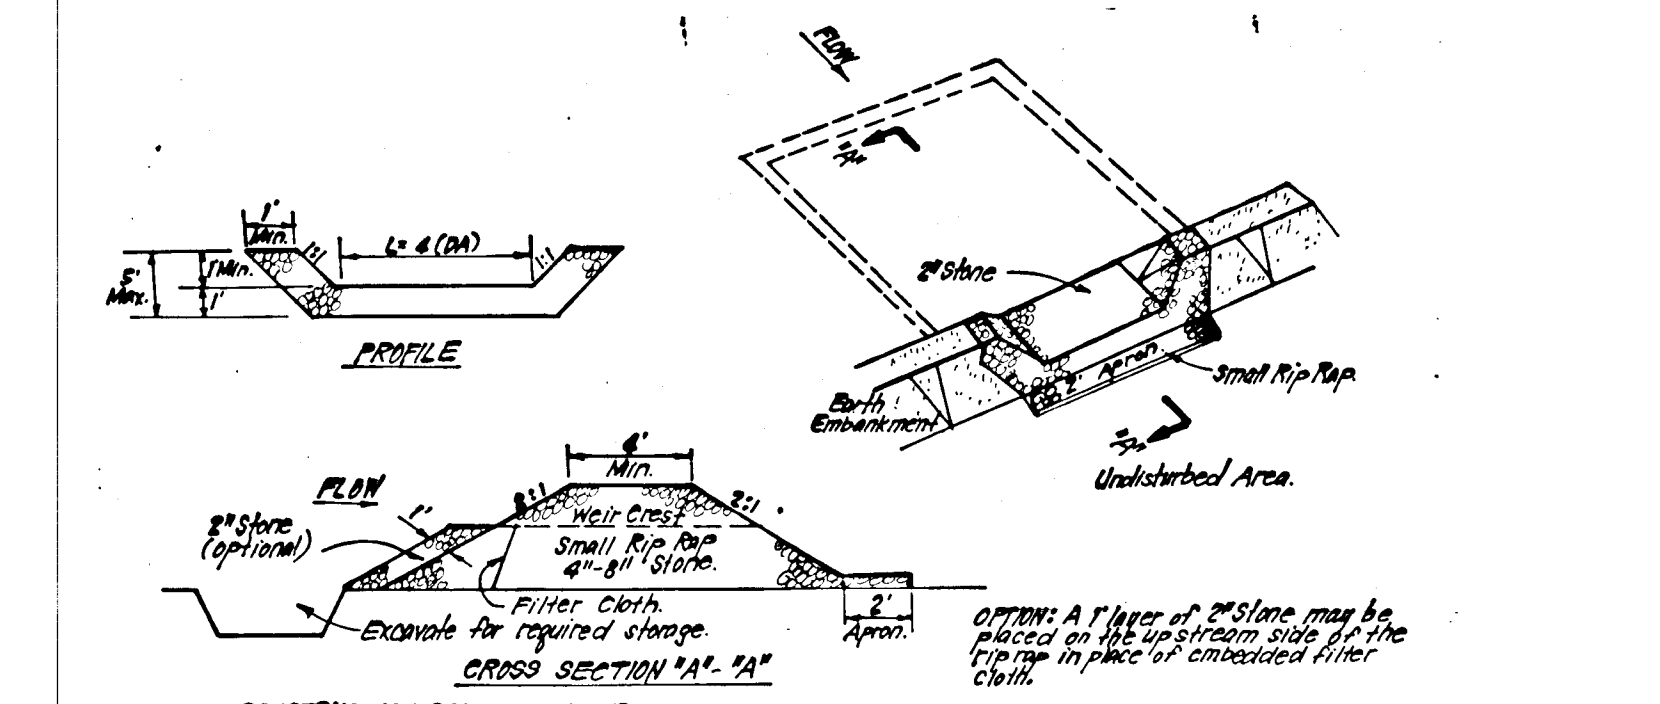 FLOW
"A"
1'
Min.
1:1
L= 4 (DA)
1:1
5'
Max.
1' Min.
1'
PROFILE
2" Stone
2' Apron.
Small Rip Rap.
Earth
Embankment
"A"
Undisturbed Area.
4'
Min.
FLOW
1'
2:1
2:1
2" Stone
(optional)
Weir Crest
Small Rip Rap
4"-8" Stone.
Filter Cloth.
Excavate for required storage.
2'
Apron.
CROSS SECTION "A"-"A"
OPTION: A 1' layer of 2" Stone may be
placed on the upstream side of the
rip rap in place of embedded filter
cloth.